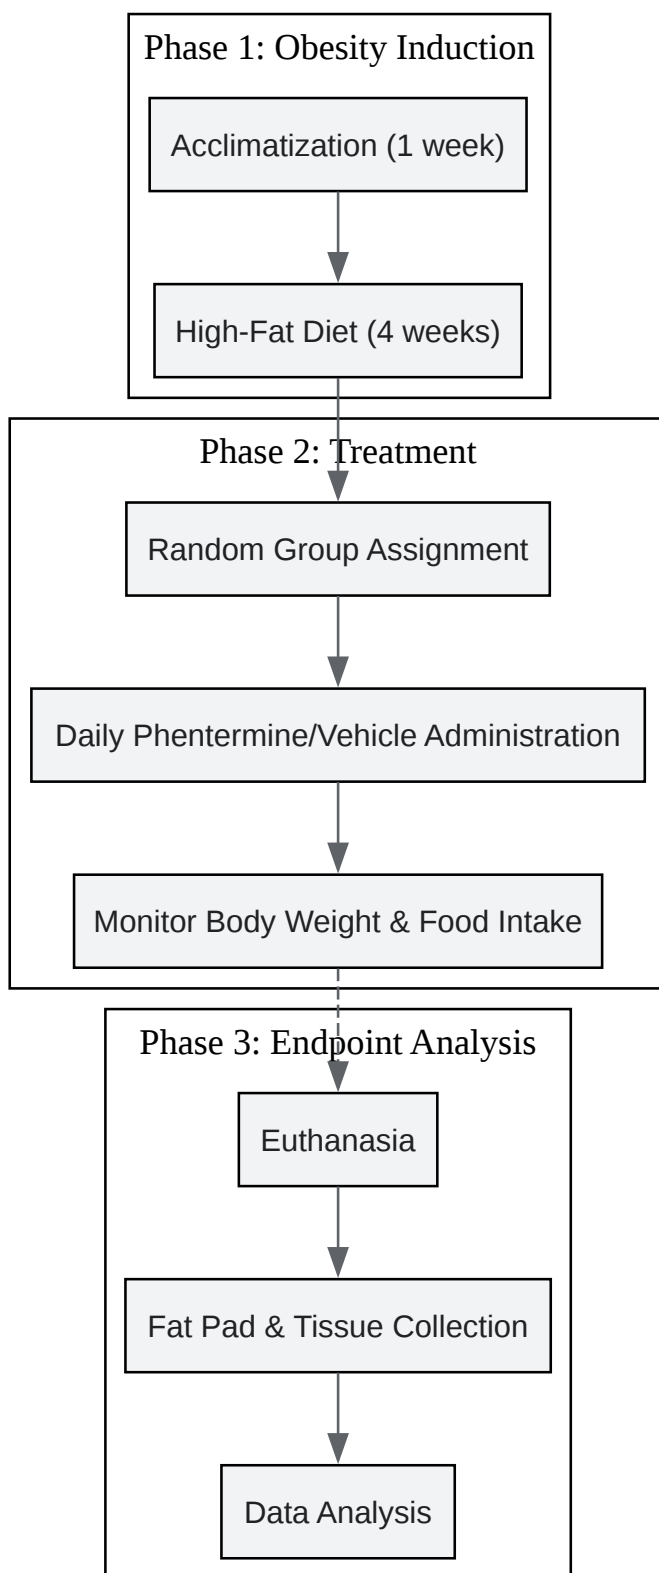 Phase 1: Obesity Induction
Acclimatization (1 week)
High-Fat Diet (4 weeks)
Phase 2: Treatment
Random Group Assignment
Daily Phentermine/Vehicle Administration
Monitor Body Weight & Food Intake
Phase 3: Endpoint Analysis
Euthanasia
Fat Pad & Tissue Collection
Data Analysis